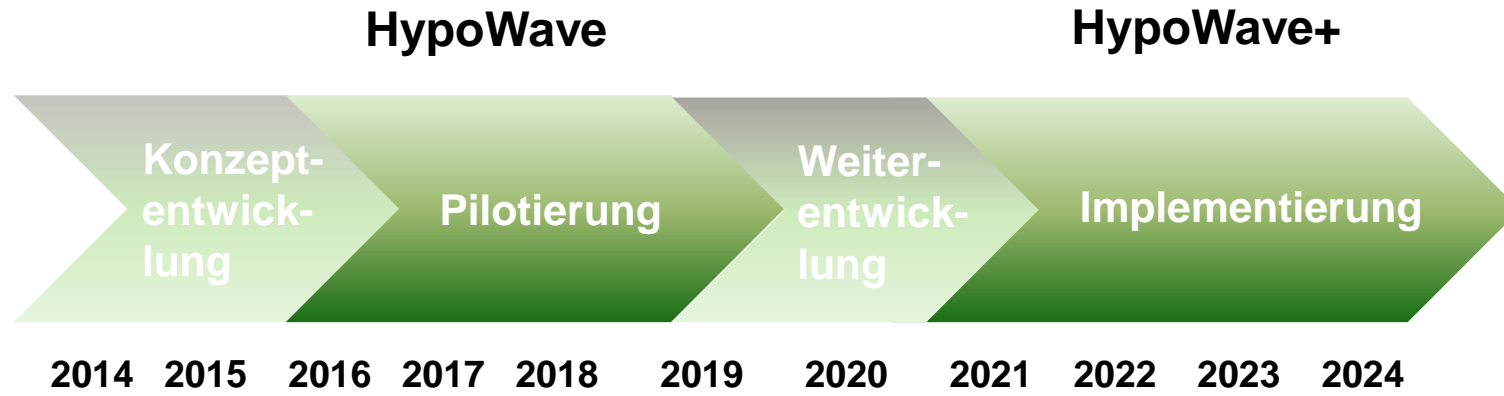 HypoWave
HypoWave+
Konzept-
entwick-
lung
Pilotierung
Weiter-
entwick-
lung
Implementierung
2014 2015 2016 2017 2018 2019 2020 2021 2022 2023 2024